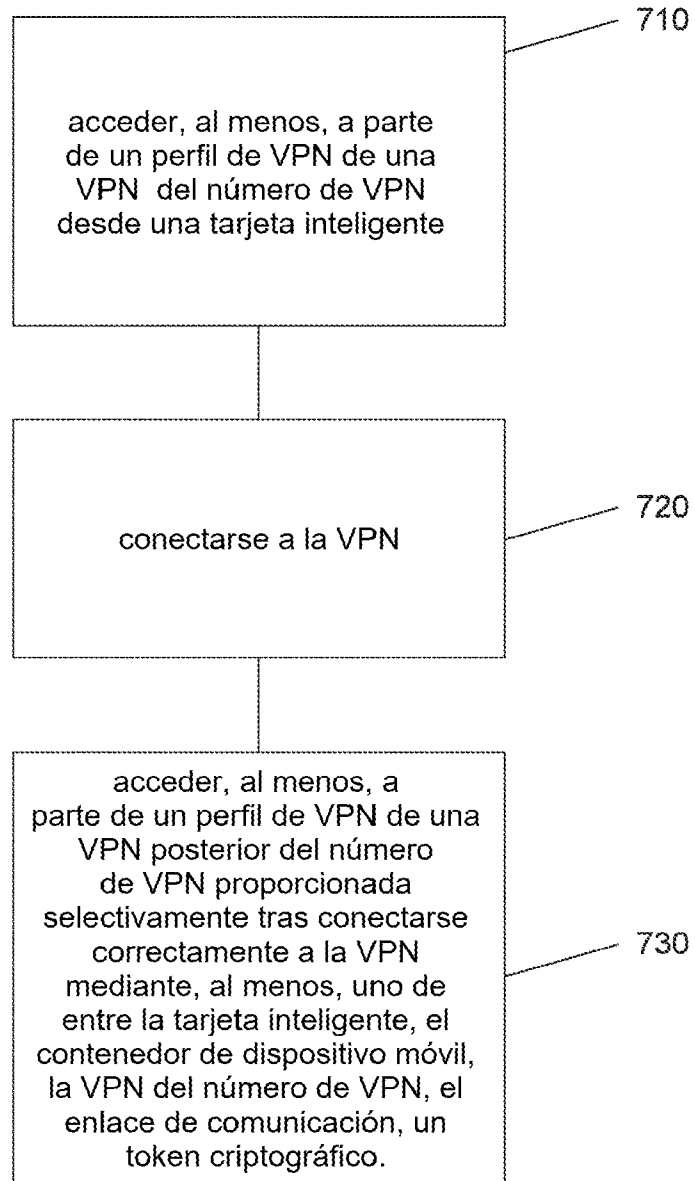 710
acceder, al menos, a parte
de un perfil de VPN de una
VPN del número de VPN
desde una tarjeta inteligente
720
conectarse a la VPN
730
acceder, al menos, a
parte de un perfil de VPN de una
VPN posterior del número
de VPN proporcionada
selectivamente tras conectarse
correctamente a la VPN
mediante, al menos, uno de
entre la tarjeta inteligente, el
contenedor de dispositivo móvil,
la VPN del número de VPN, el
enlace de comunicación, un
token criptográfico.